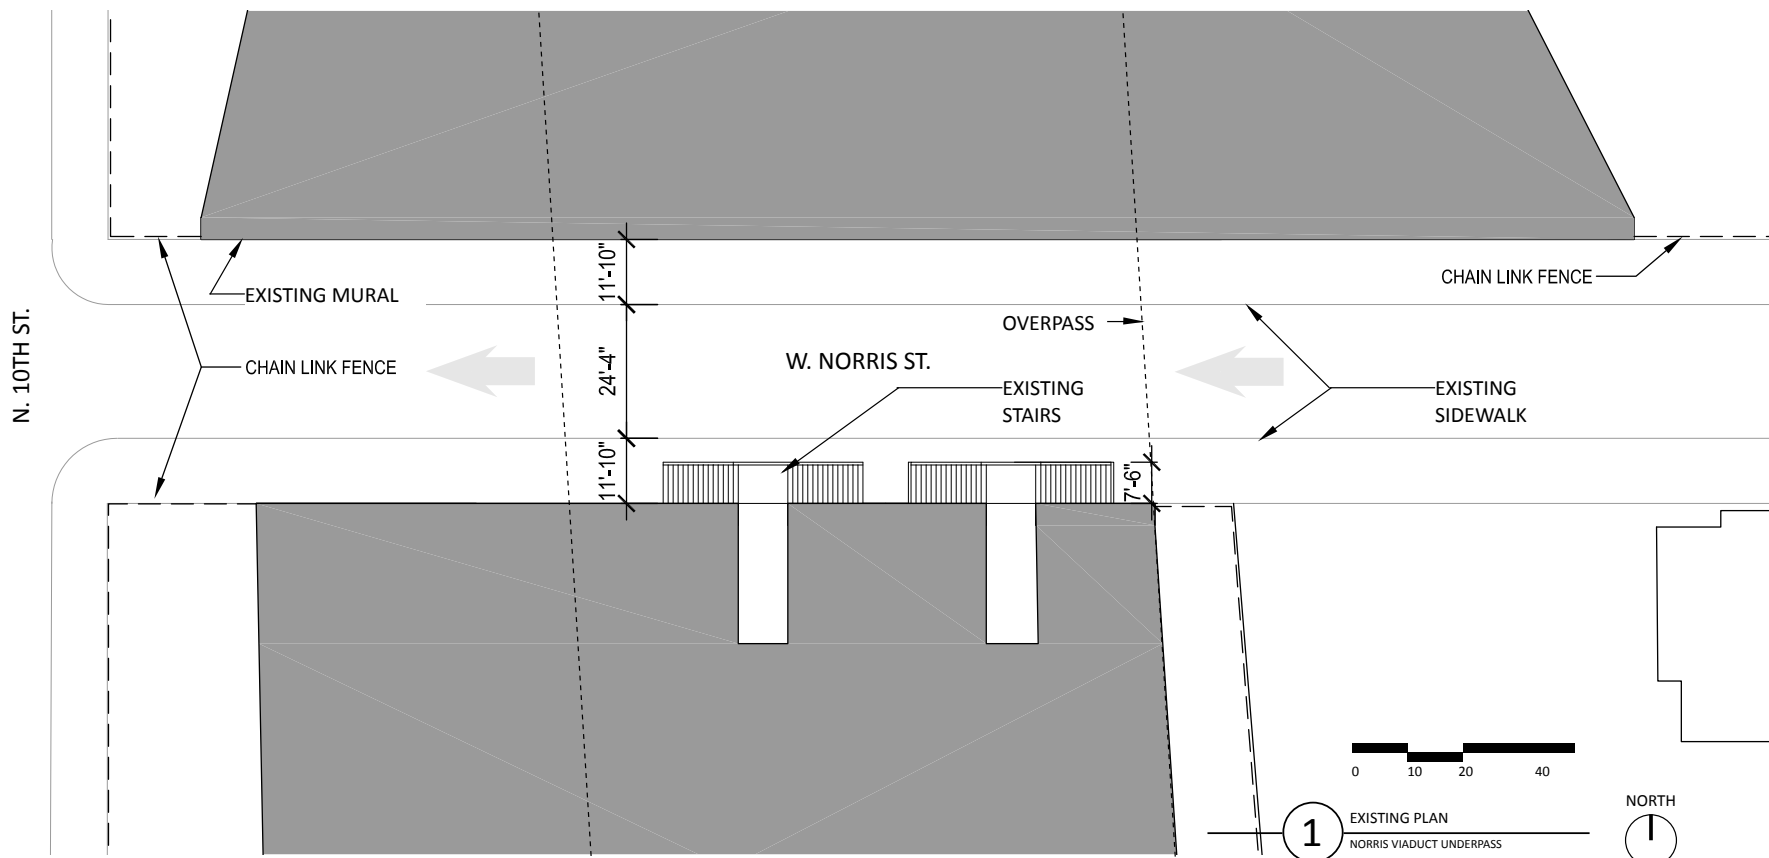 11'-10"
EXISTING MURAL
CHAIN LINK FENCE
N. 10TH ST.
OVERPASS
24'-4"
W. NORRIS ST.
CHAIN LINK FENCE
EXISTING
STAIRS
EXISTING
SIDEWALK
11'-10"
7'-6"
0 10 20 40
1
EXISTING PLAN
NORRIS VIADUCT UNDERPASS
NORTH